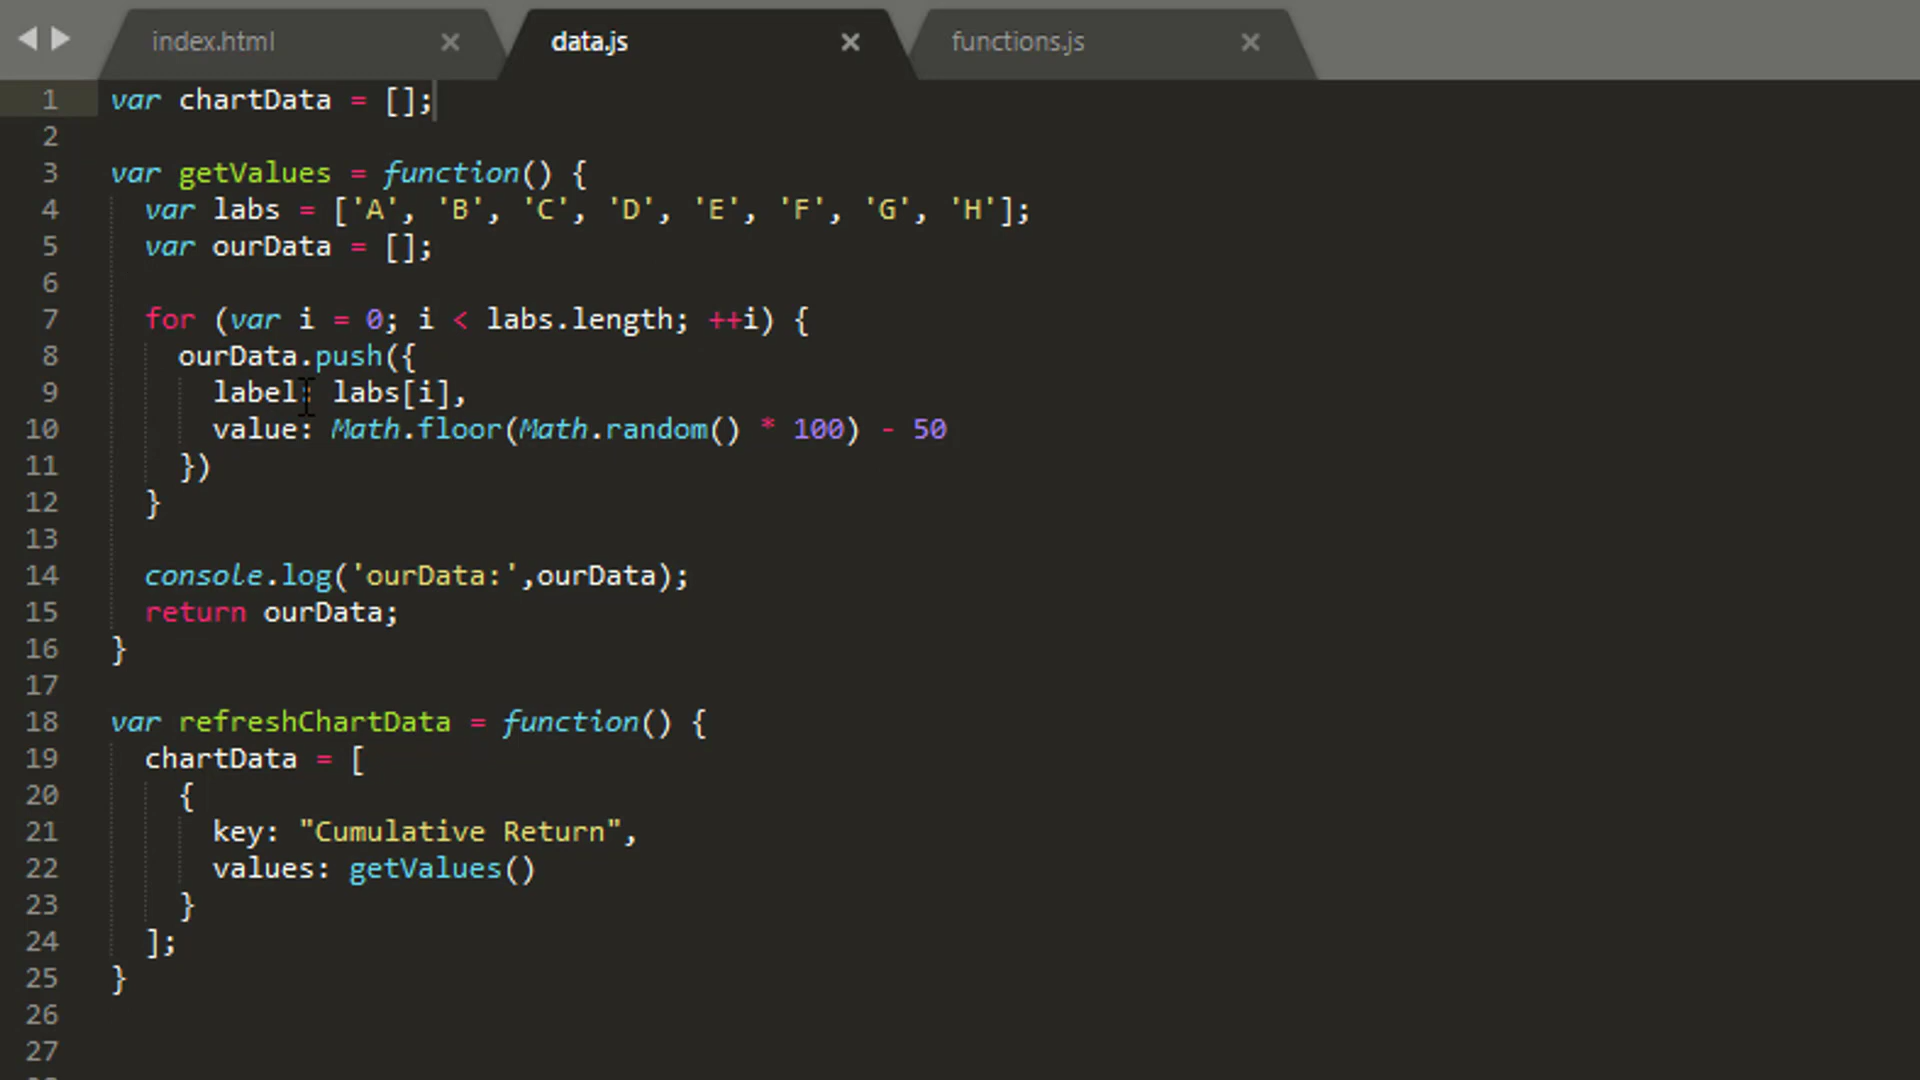 index.html × data.js × functions.js ×
1 var chartData = [];
2
3 var getValues = function() {
4 var labs = ['A', 'B', 'C', 'D', 'E', 'F', 'G', 'H'];
5 var ourData = [];
6
7 for (var i = 0; i < labs.length; ++i) {
8 ourData.push({
9 label: labs[i],
10 value: Math.floor(Math.random() * 100) - 50
11 })
12 }
13
14 console.log('ourData:',ourData);
15 return ourData;
16 }
17
18 var refreshChartData = function() {
19 chartData = [
20 {
21 key: "Cumulative Return",
22 values: getValues()
23 }
24 ];
25 }
26
27